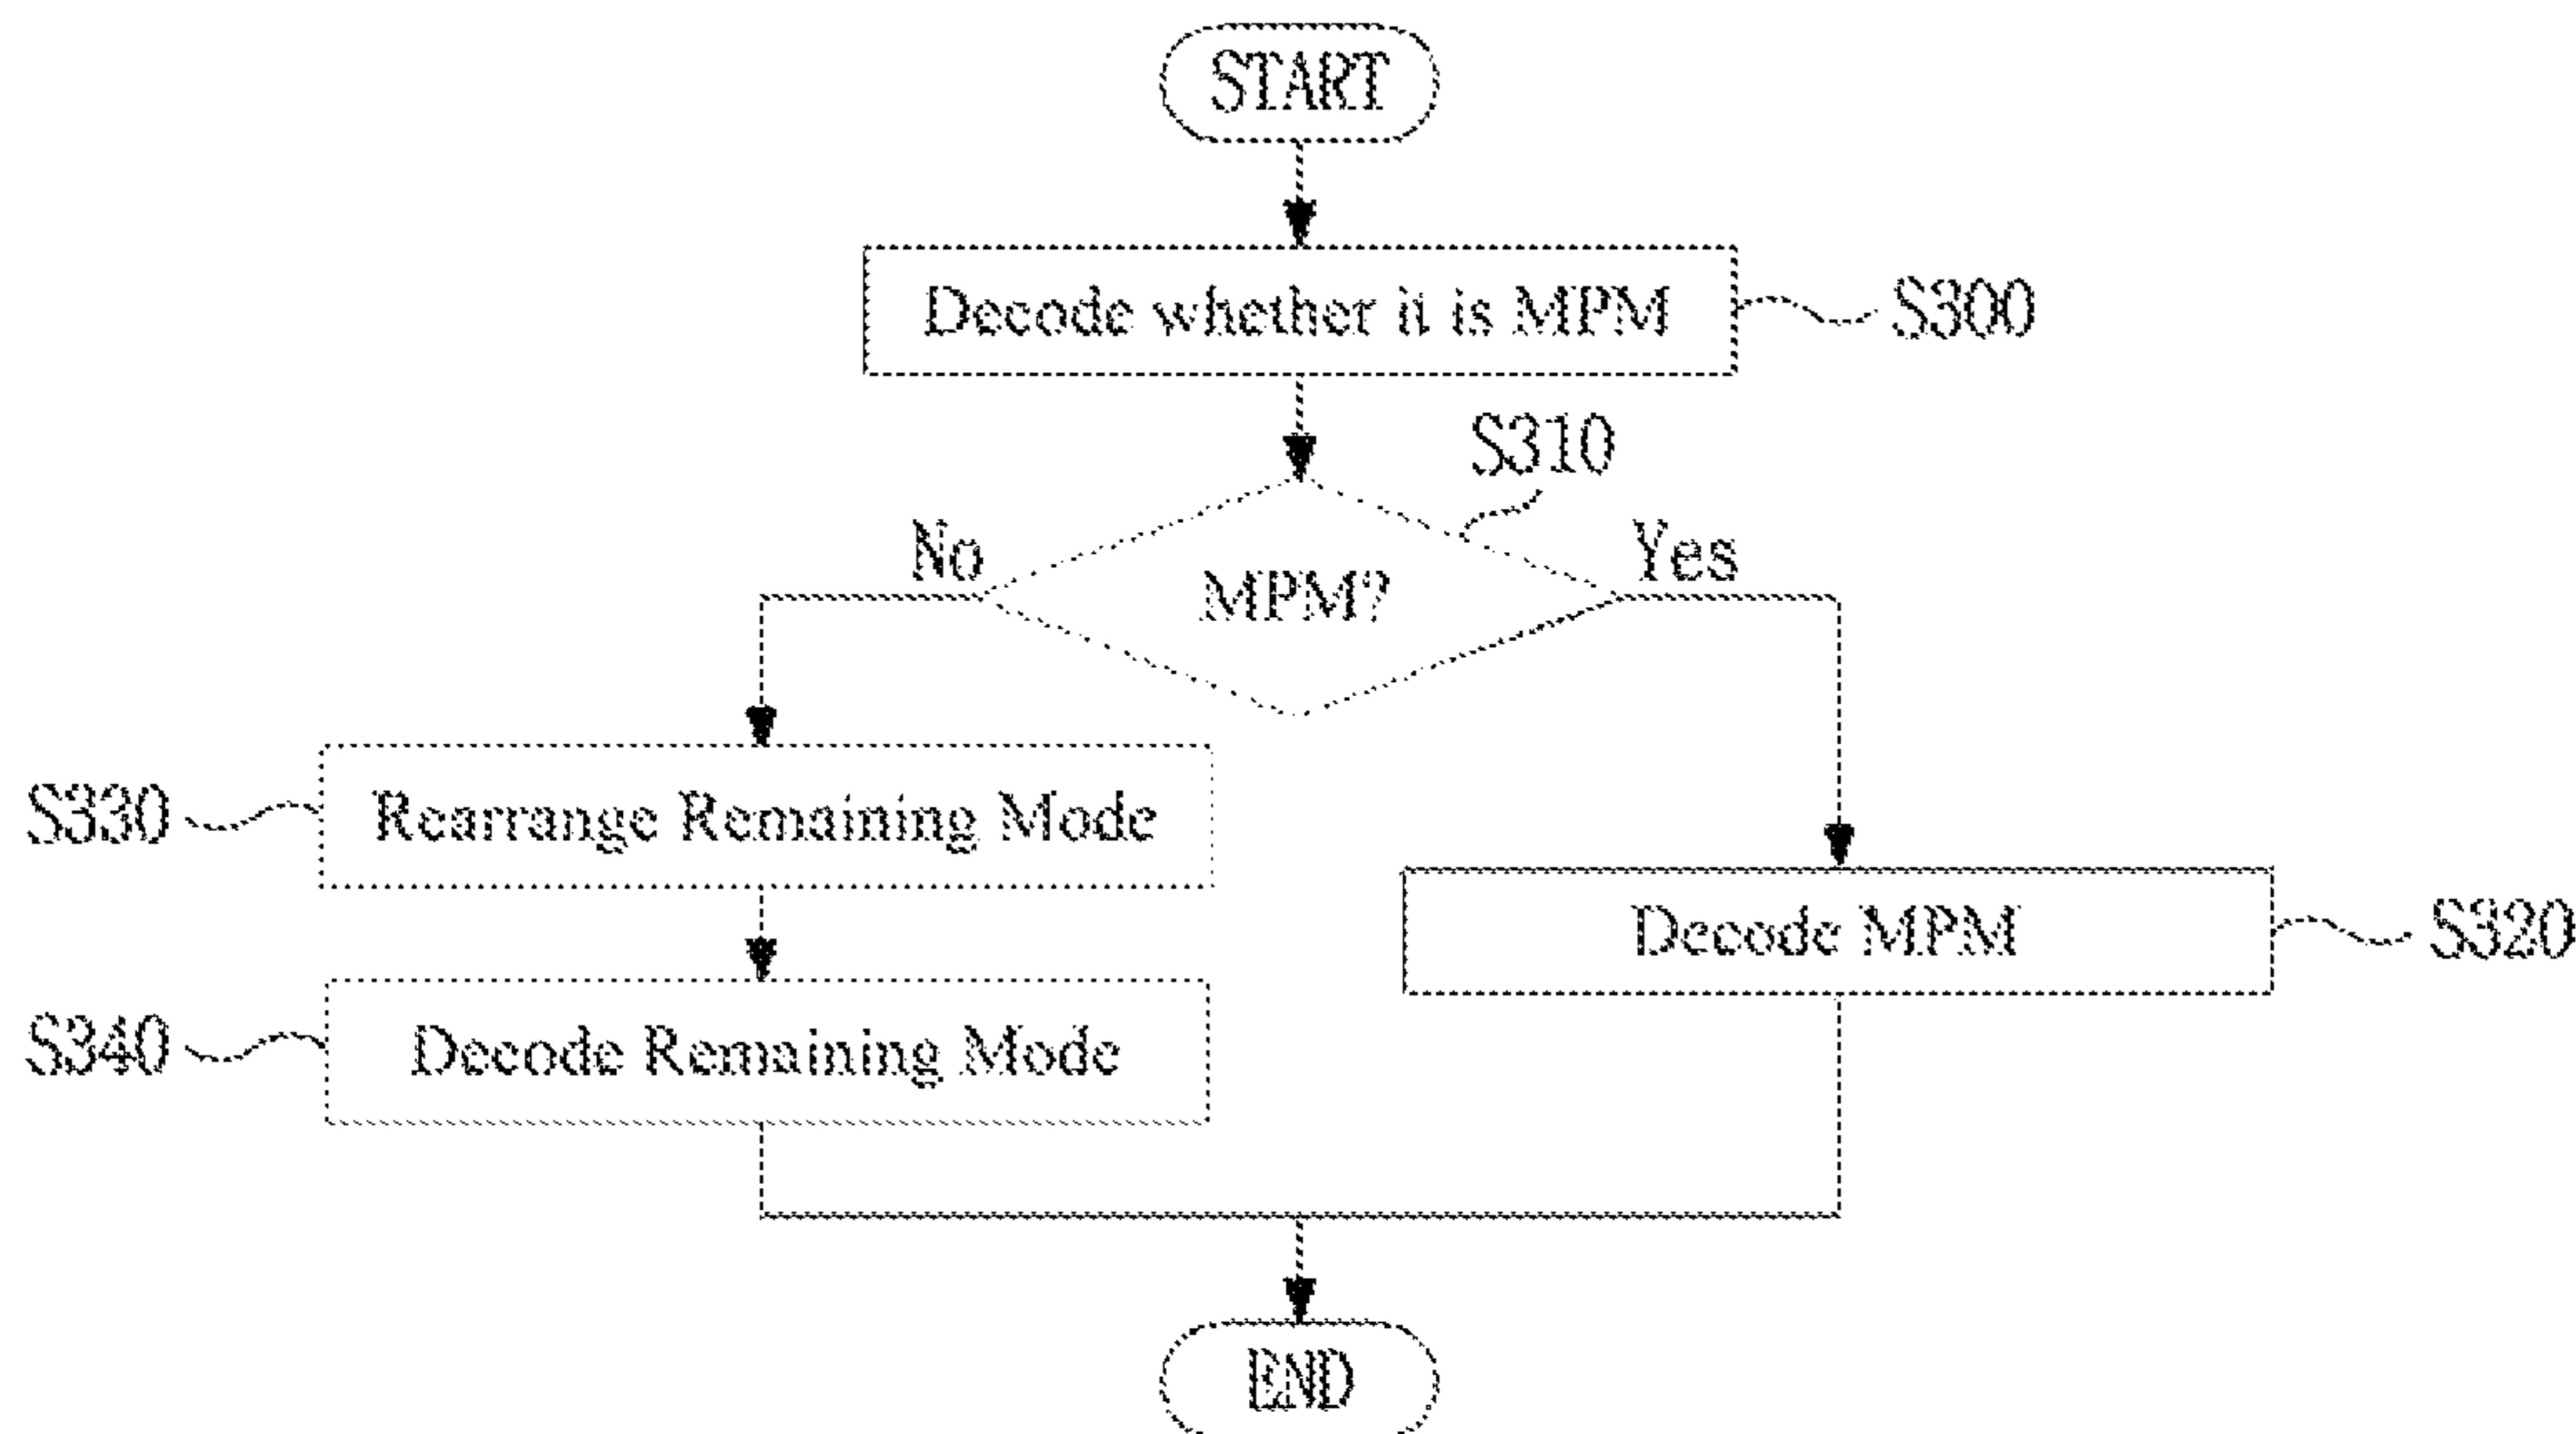 START
Decode whether it is MPM
S300
S310
No
Yes
MPM?
S330
Rearrange Remaining Mode
Decode MPM
S320
S340
Decode Remaining Mode
END